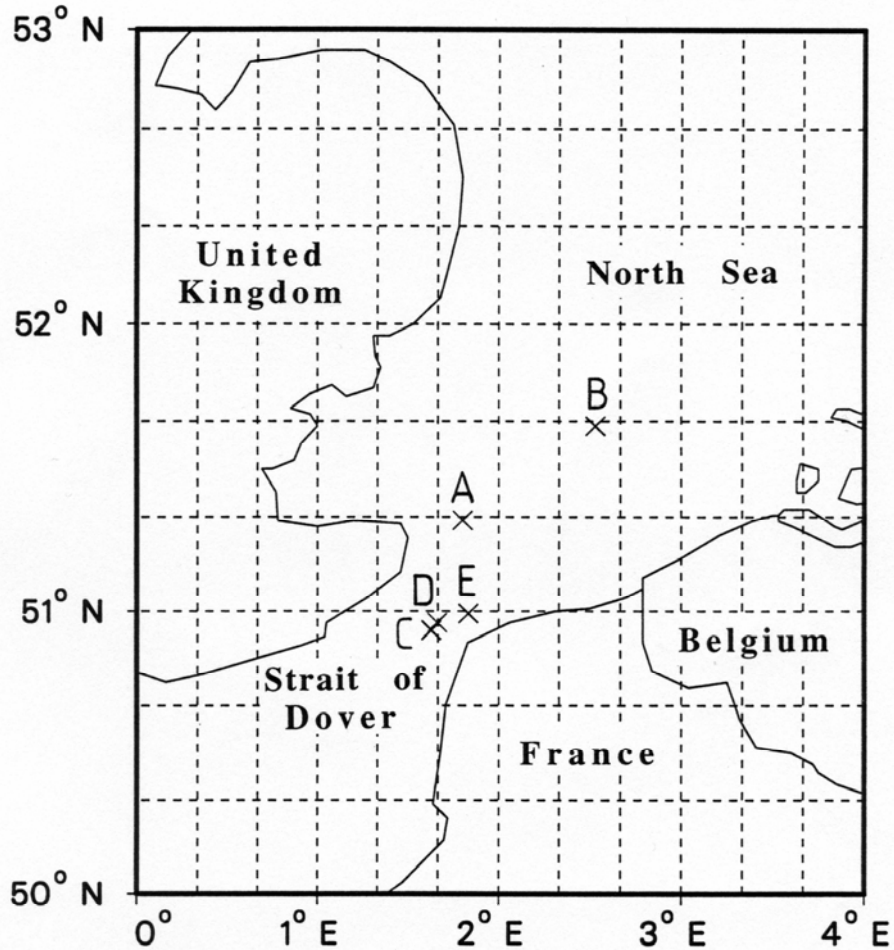 53° N
United
Kingdom
North Sea
52° N
B
A
D E
51° N
C
Belgium
Strait of
Dover
France
50° N
0° 1° E 2° E 3° E 4° E